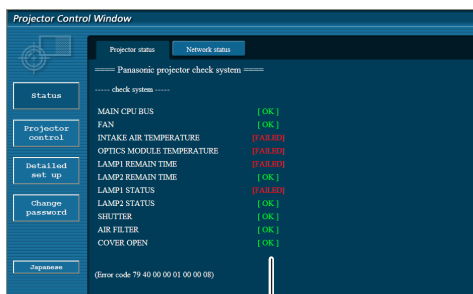 Projector Control Window
Projector status
Network status
==== Panasonic projector check system ====
----- check system -----
Status
MAIN CPU BUS [ OK ]
FAN [ OK ]
INTAKE AIR TEMPERATURE [FAILED]
OPTICS MODULE TEMPERATURE [FAILED]
LAMP1 REMAIN TIME [FAILED]
LAMP2 REMAIN TIME [ OK ]
LAMP1 STATUS [FAILED]
LAMP2 STATUS [ OK ]
SHUTTER [ OK ]
AIR FILTER [ OK ]
COVER OPEN [ OK ]
Projector
control
Detailed
set up
Change
password
Japanese
(Error code 79 40 00 00 01 00 00 08)